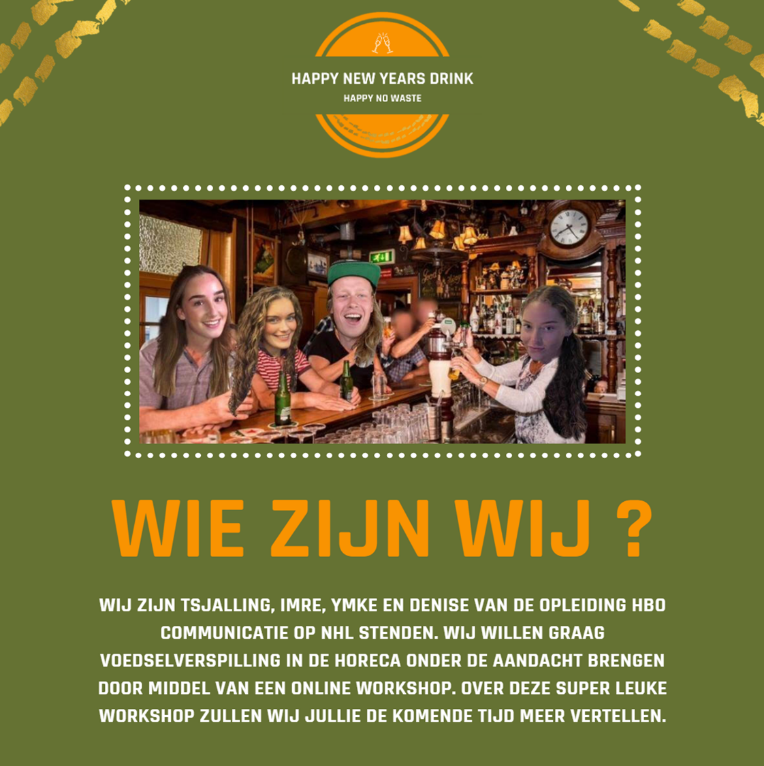 HAPPY NEW YEARS DRINK
HAPPY NO WASTE
WIE ZIJN WIJ ?
WIJ ZIJN TSJALLING, IMRE, YMKE EN DENISE VAN DE OPLEIDING HBO
COMMUNICATIE OP NHL STENDEN. WIJ WILLEN GRAAG
VOEDSELVERSPILLING IN DE HORECA ONDER DE AANDACHT BRENGEN
DOOR MIDDEL VAN EEN ONLINE WORKSHOP. OVER DEZE SUPER LEUKE
WORKSHOP ZULLEN WIJ JULLIE DE KOMENDE TIJD MEER VERTELLEN.